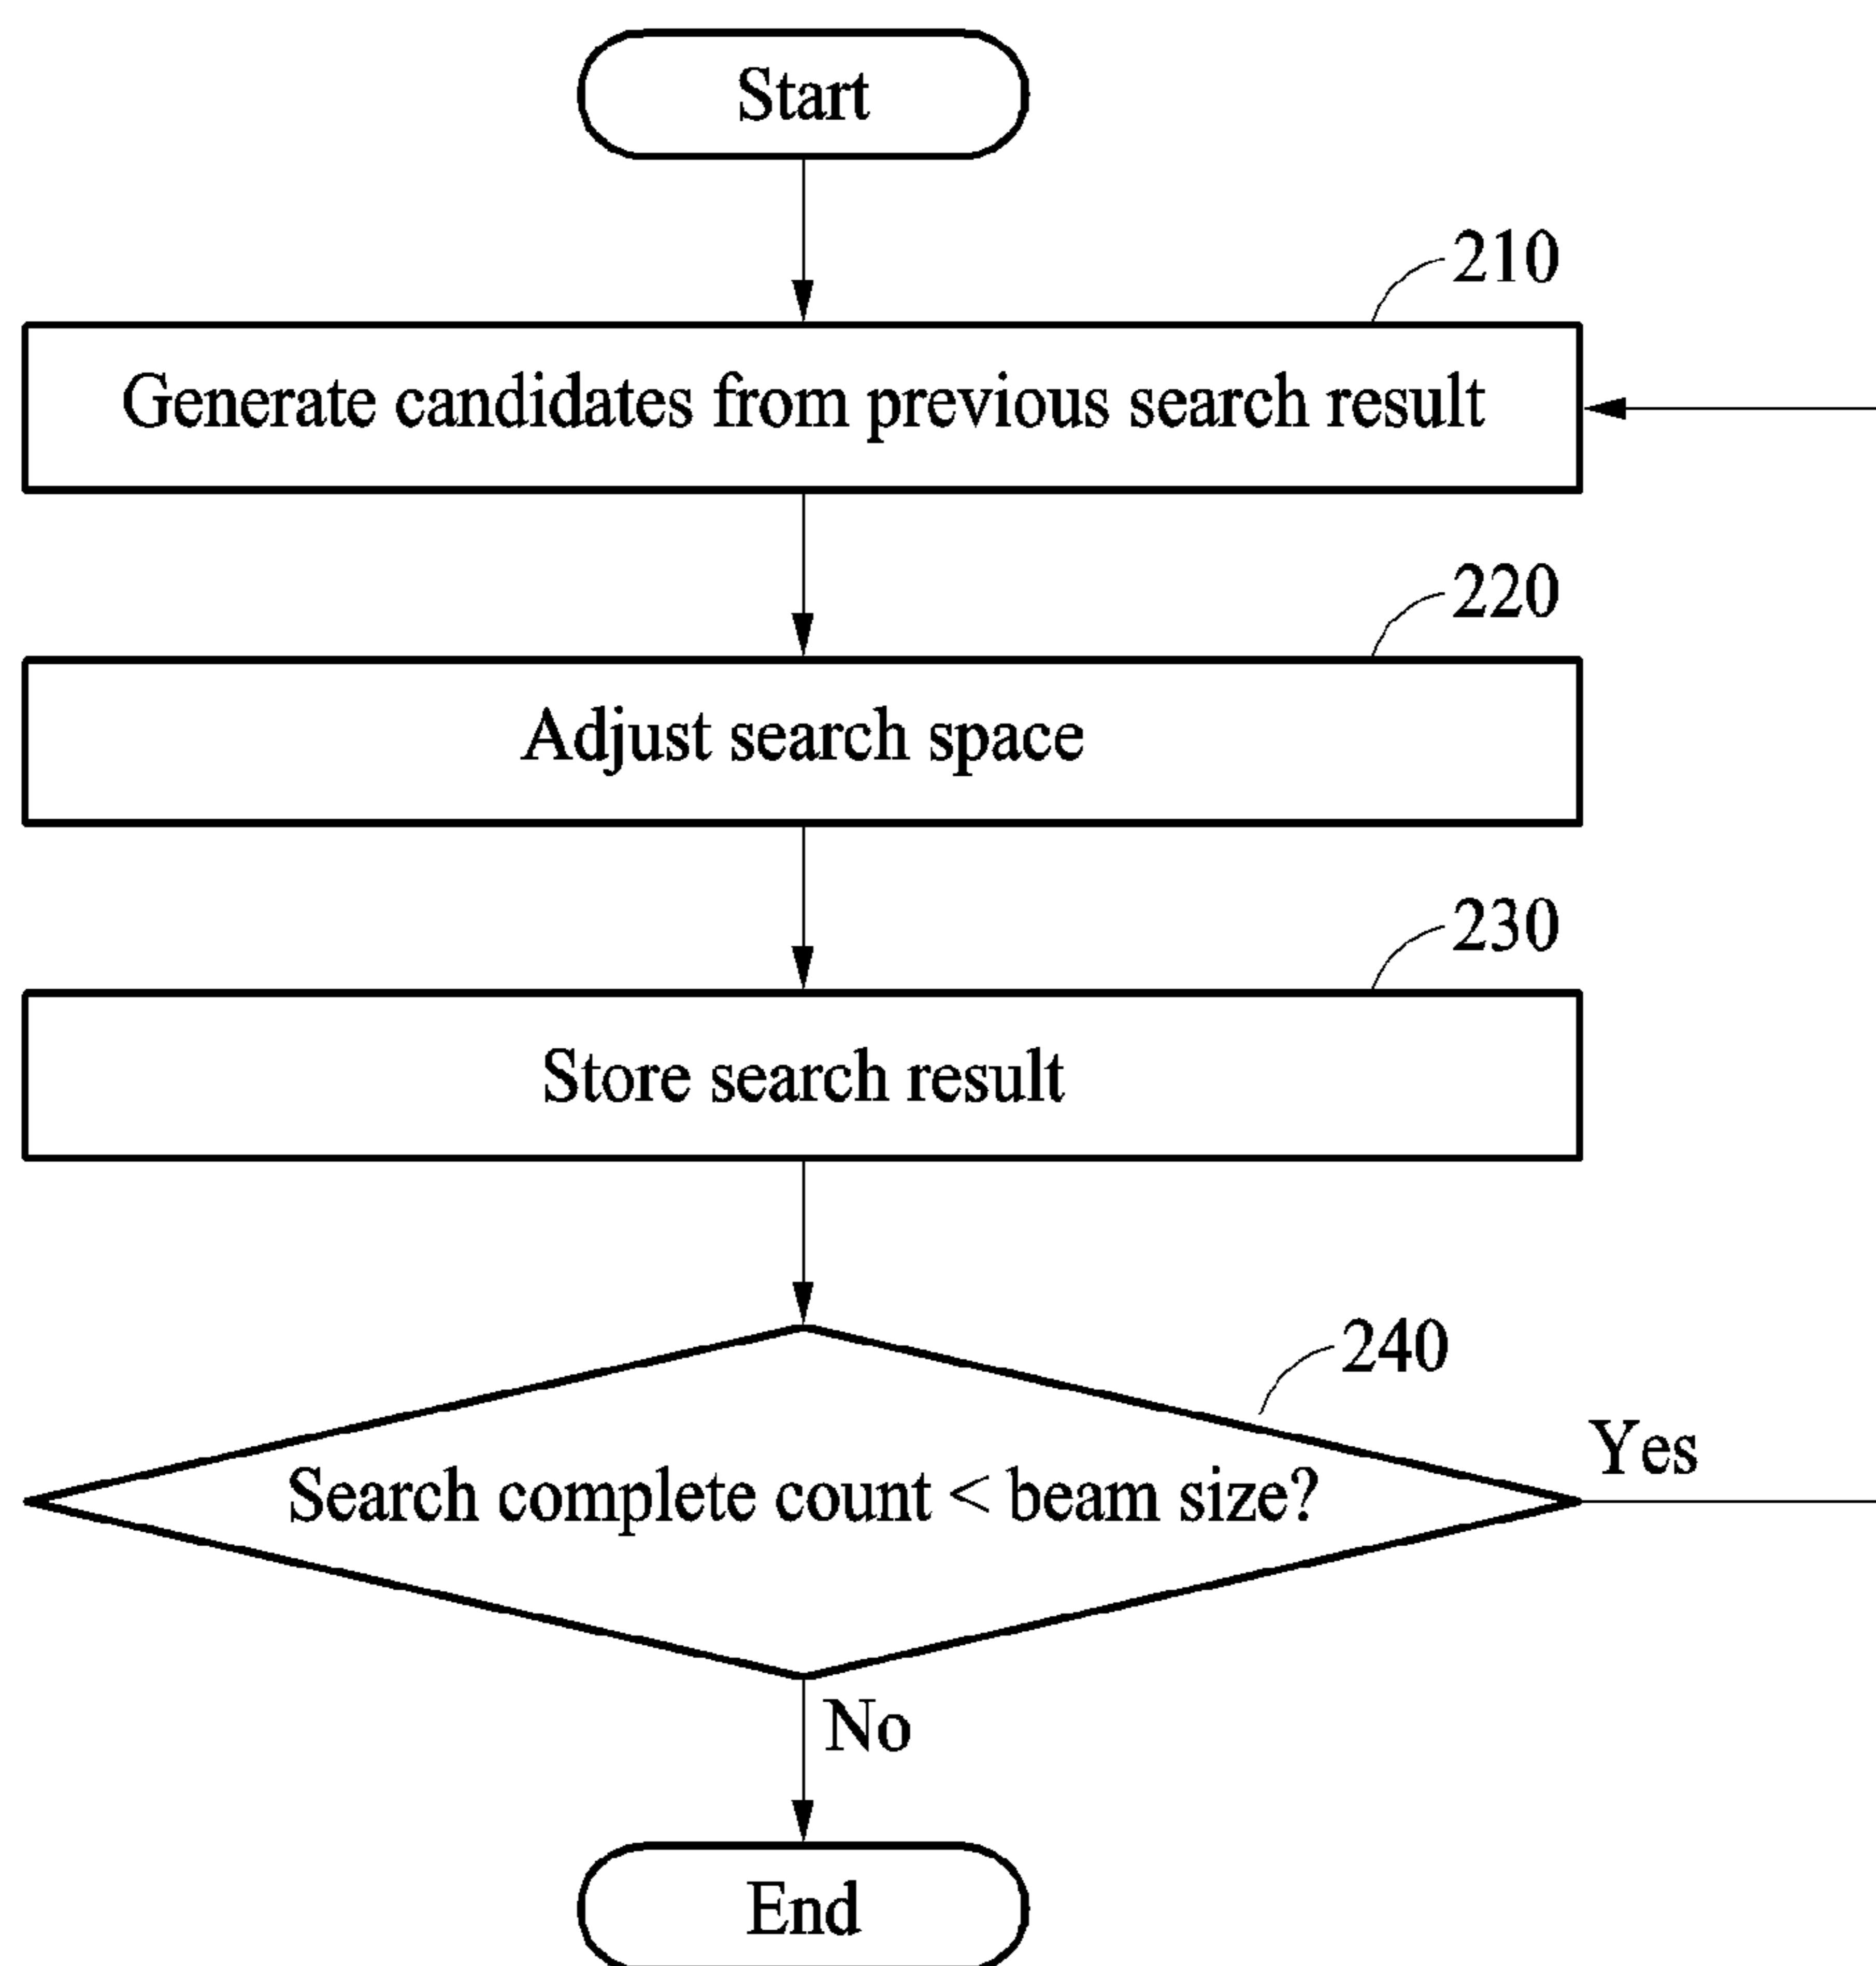 Start
210
Generate candidates from previous search result
220
Adjust search space
230
Store search result
240
Yes
Search complete count < beam size?
No
End